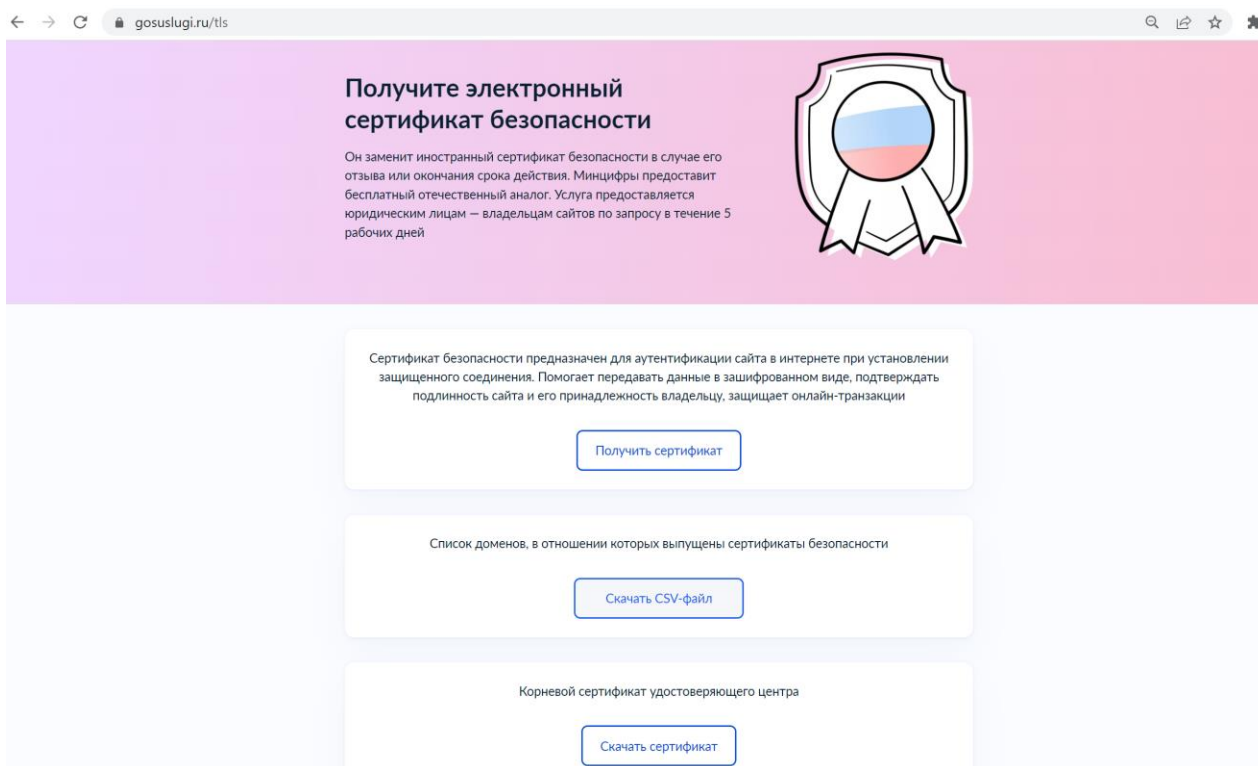 gosuslugi.ru/tls
Получите электронный
сертификат безопасности
Он заменит иностранный сертификат безопасности в случае его
отзыва или окончания срока действия. Минцифры предоставит
бесплатный отечественный аналог. Услуга предоставляется
юридическим лицам — владельцам сайтов по запросу в течение 5
рабочих дней
Сертификат безопасности предназначен для аутентификации сайта в интернете при установлении
защищенного соединения. Помогает передавать данные в зашифрованном виде, подтверждать
подлинность сайта и его принадлежность владельцу, защищает онлайн-транзакции
Получить сертификат
Список доменов, в отношении которых выпущены сертификаты безопасности
Скачать CSV-файл
Корневой сертификат удостоверяющего центра
Скачать сертификат